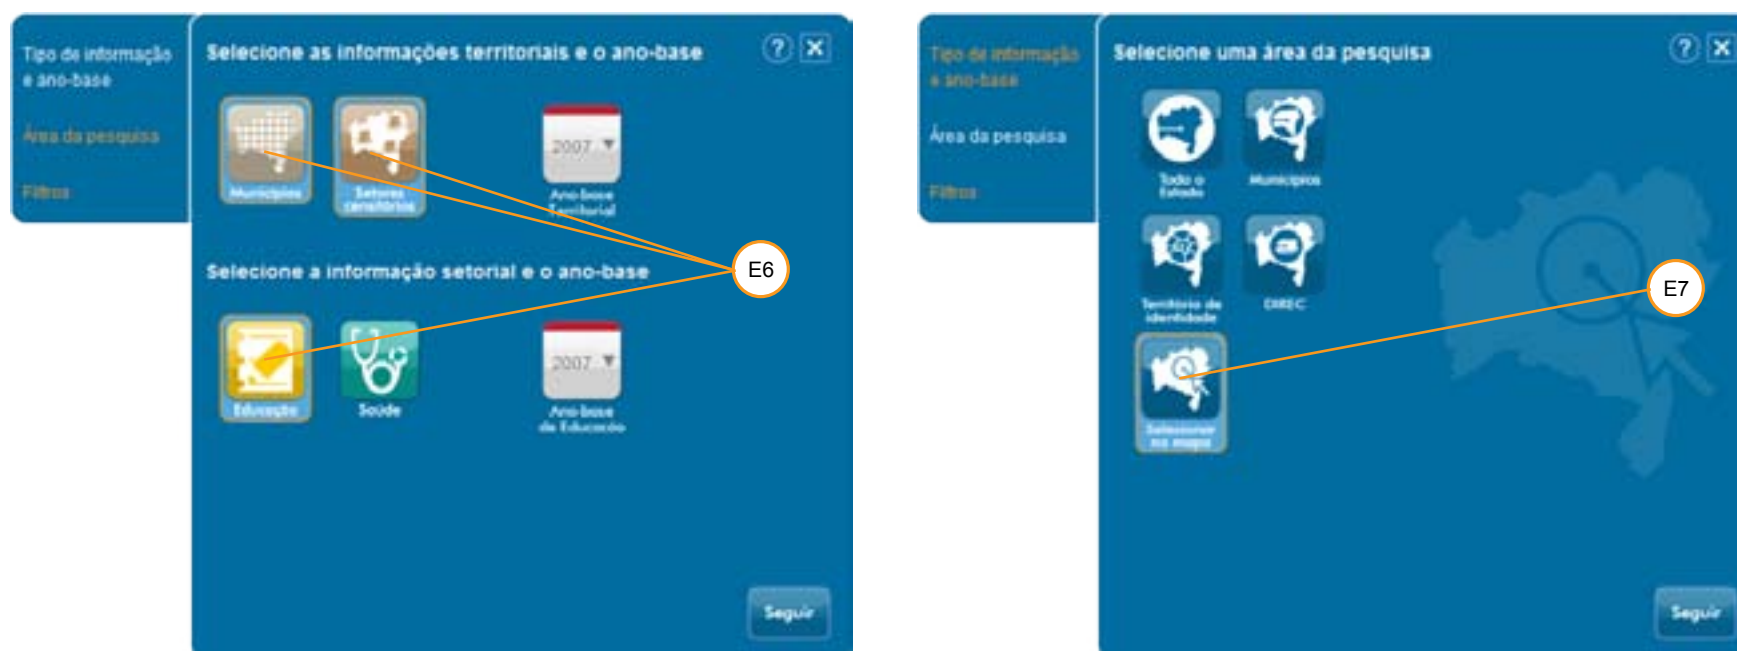 Tipo de informação
e ano-base
Área da pesquisa
Filtros
Selecione as informações territoriais e o ano-base
?
Municípios
Setores
censitários
2007
Ano-base
Territorial
Selecione a informação setorial e o ano-base
E6
Educação
Saúde
2007
Ano-base
da Educação
Seguir
Tipo de informação
e ano-base
Área da pesquisa
Filtros
Selecione uma área da pesquisa
?
Todo o
Estado
Municípios
Território de
identidade
DIREC
E7
Selecionar
no mapa
Seguir